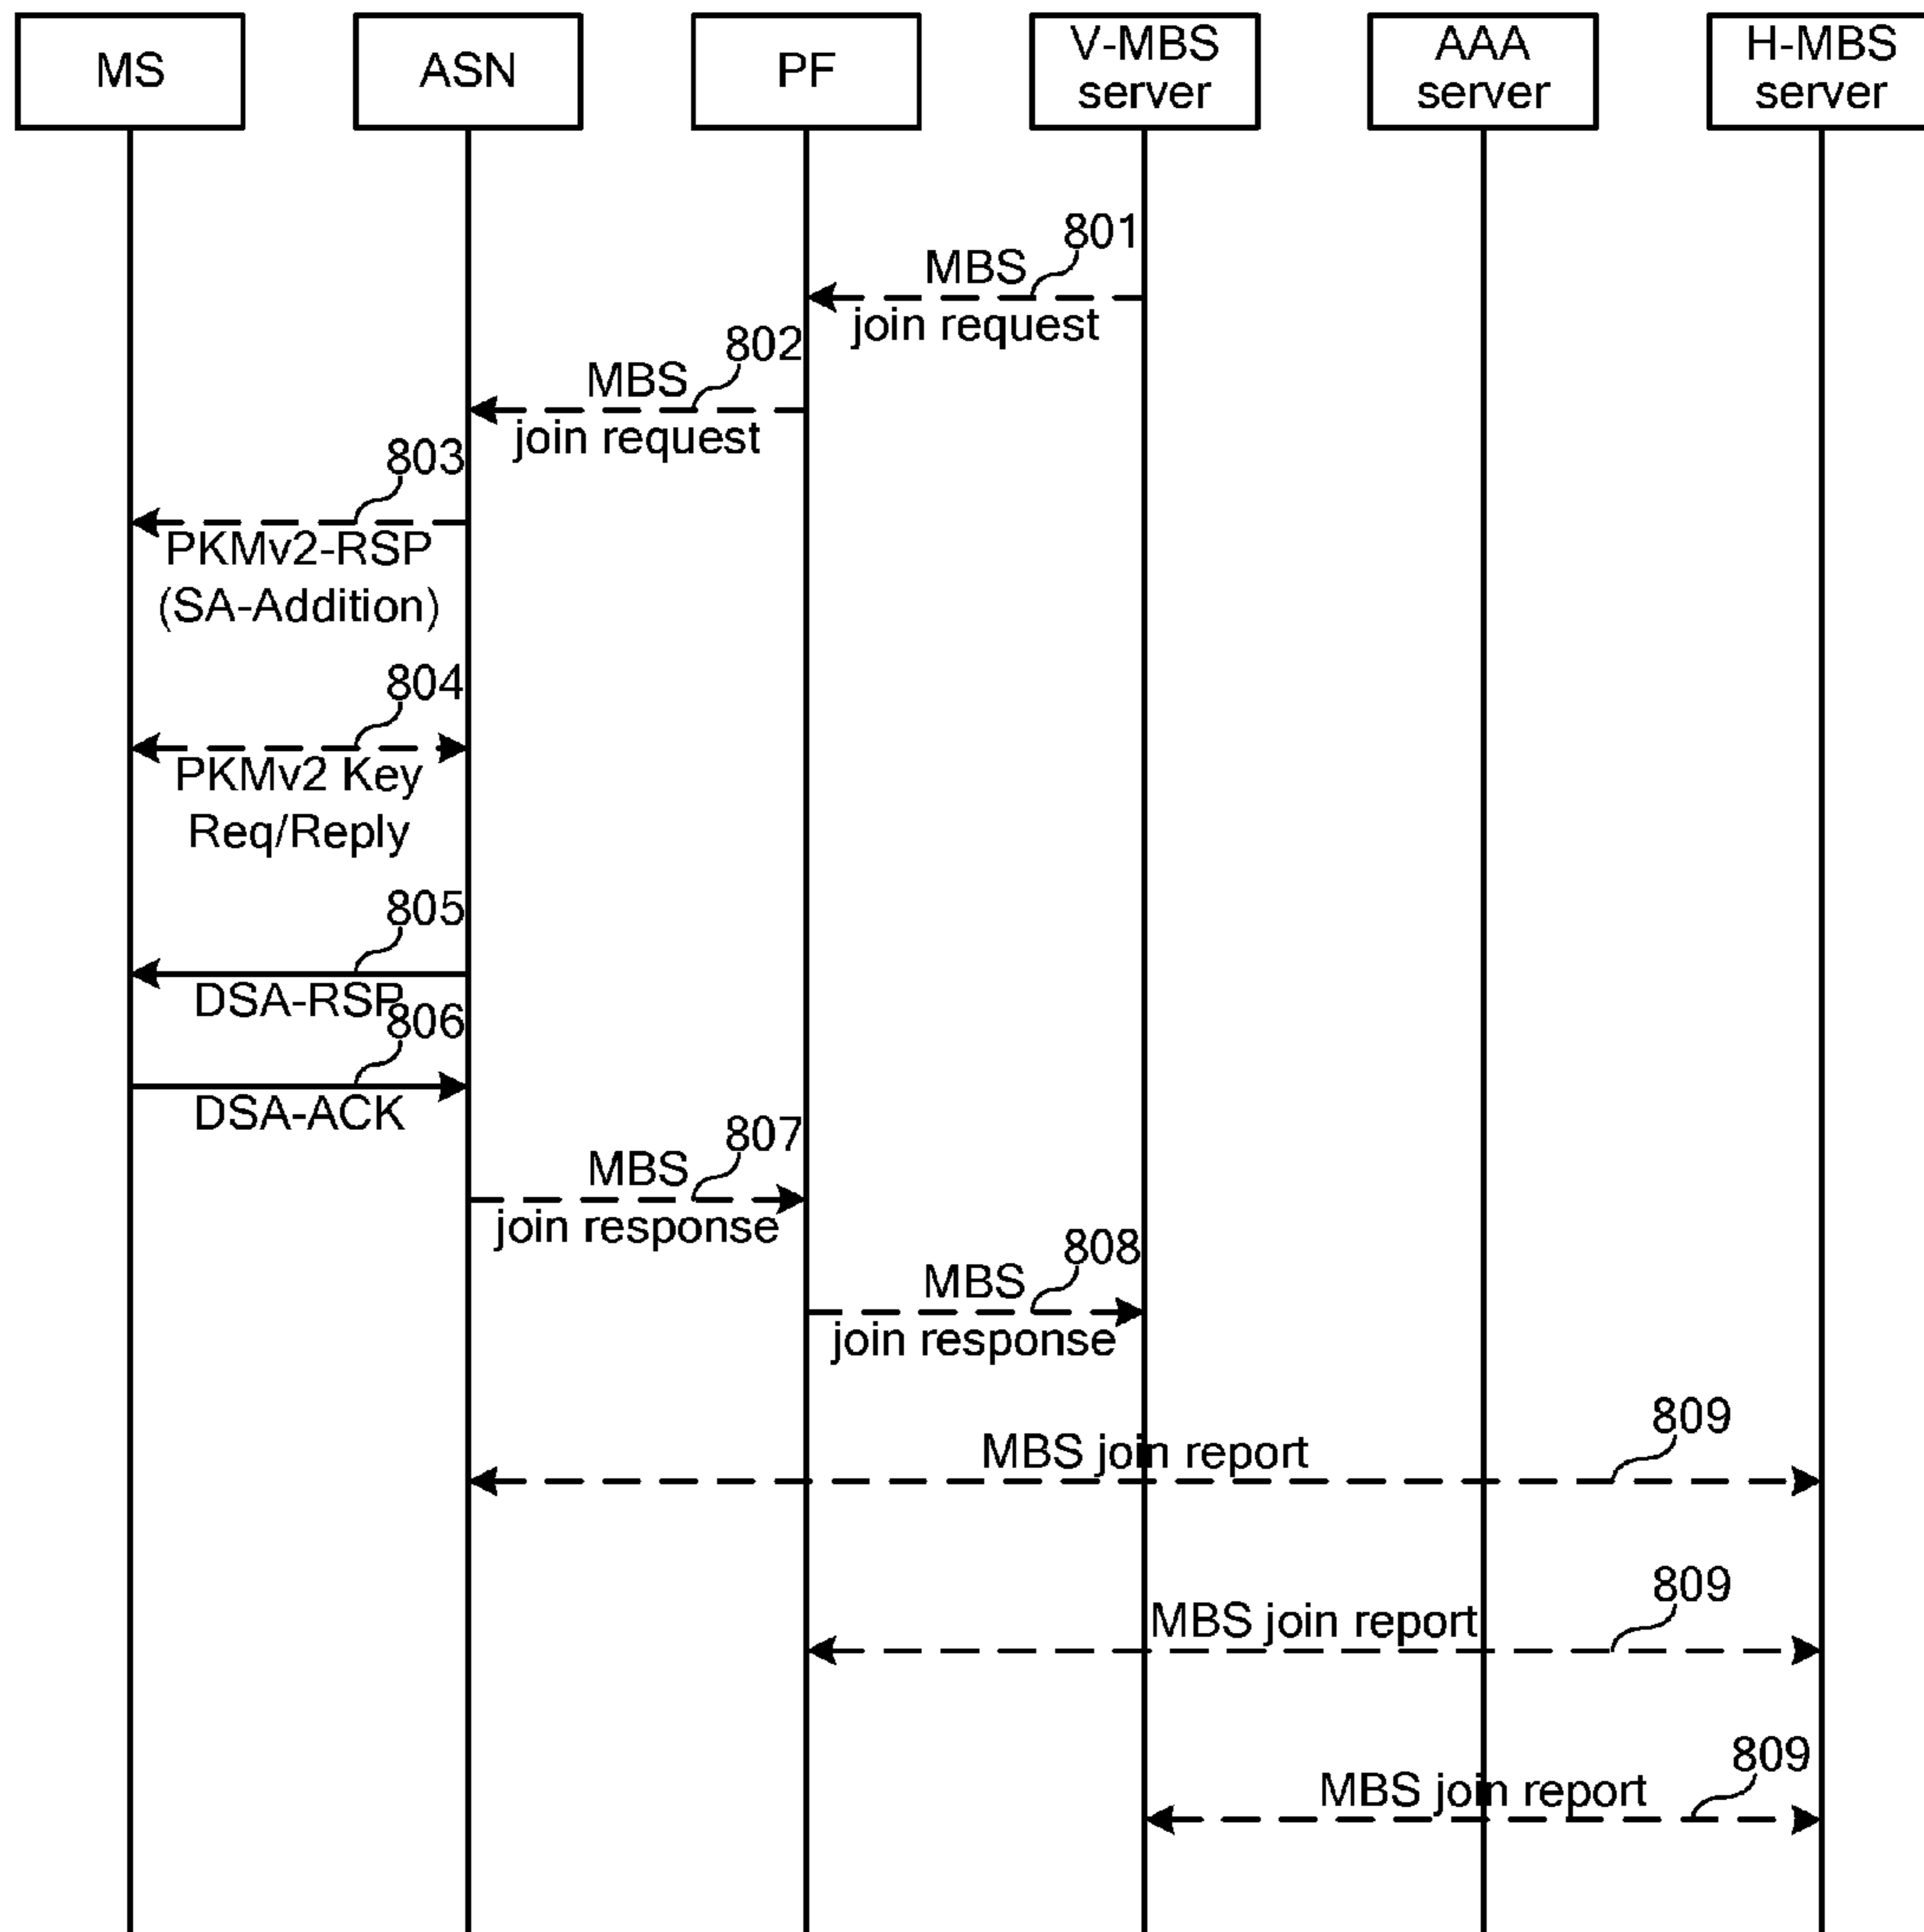 MS
ASN
PF
V-MBS
server
AAA
server
H-MBS
server
801
MBS
join request
802
MBS
join request
803
PKMv2-RSP
(SA-Addition)
804
PKMv2 Key
Req/Reply
805
DSA-RSP
806
DSA-ACK
807
MBS
join response
808
MBS
join response
809
MBS join report
809
MBS join report
809
MBS join report